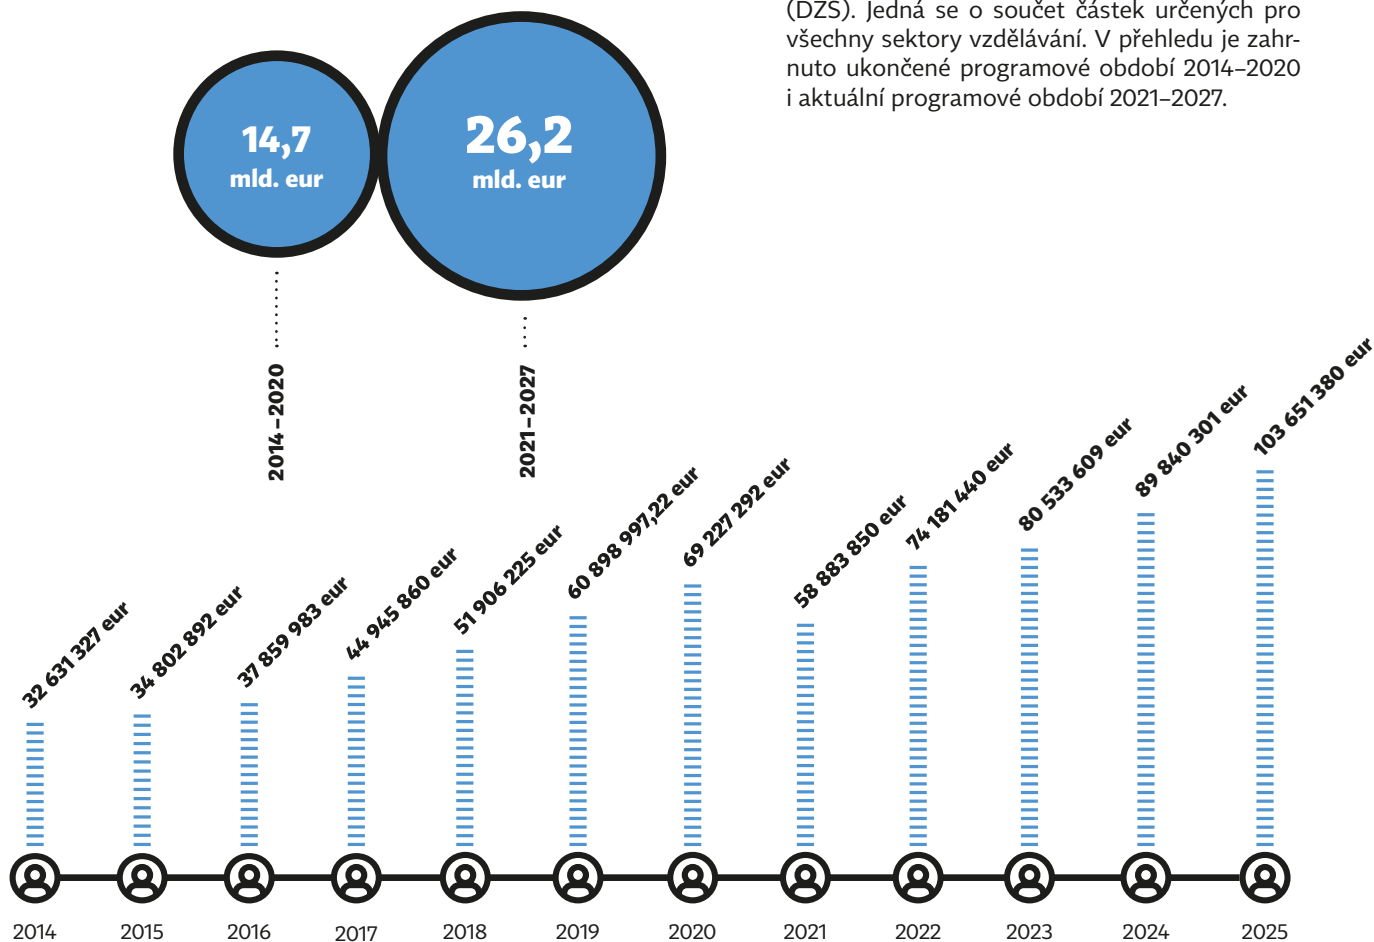 (DZS). Jedná se o součet částek určených pro
všechny sektory vzdělávání. V přehledu je zahr-
nuto ukončené programové období 2014–2020
i aktuální programové období 2021–2027.
14,7
mld. eur
26,2
mld. eur
2014–2020
2021–2027
32 631 327 eur
34 802 892 eur
37 859 983 eur
44 945 860 eur
51 906 225 eur
60 898 997,22 eur
69 227 292 eur
58 883 850 eur
74 181 440 eur
80 533 609 eur
89 840 301 eur
103 651 380 eur
2014
2015
2016
2017
2018
2019
2020
2021
2022
2023
2024
2025